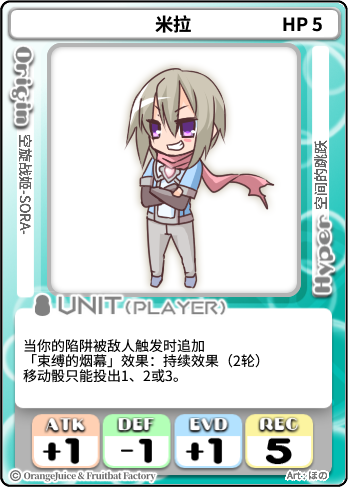 米拉 HP 5
Origin 空旋战姬-SORA-
Hyper 空间的跳跃
UNIT(PLAYER)
当你的陷阱被敌人触发时追加
「束缚的烟幕」效果：持续效果（2轮）
移动骰只能投出1、2或3。
ATK DEF EVD REC
+1 -1 +1 5
© OrangeJuice & Fruitbat Factory Art.: ほの